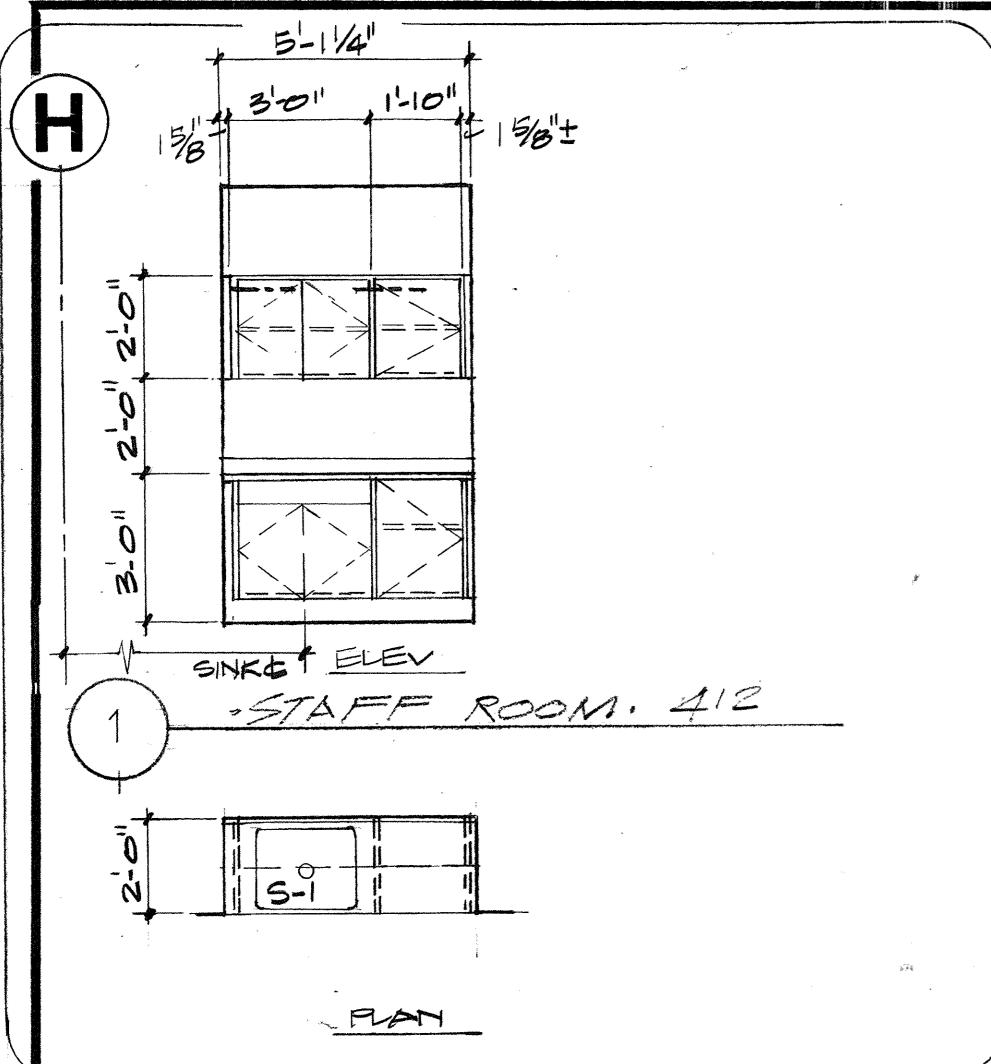 5'-1 1/4"
H
3'-0" 1'-10"
1 5/8" 1 5/8"±
2'-0"
2'-0"
3'-0"
SINK ℄ ELEV
1 STAFF ROOM. 412
2'-0"
S-1
PLAN